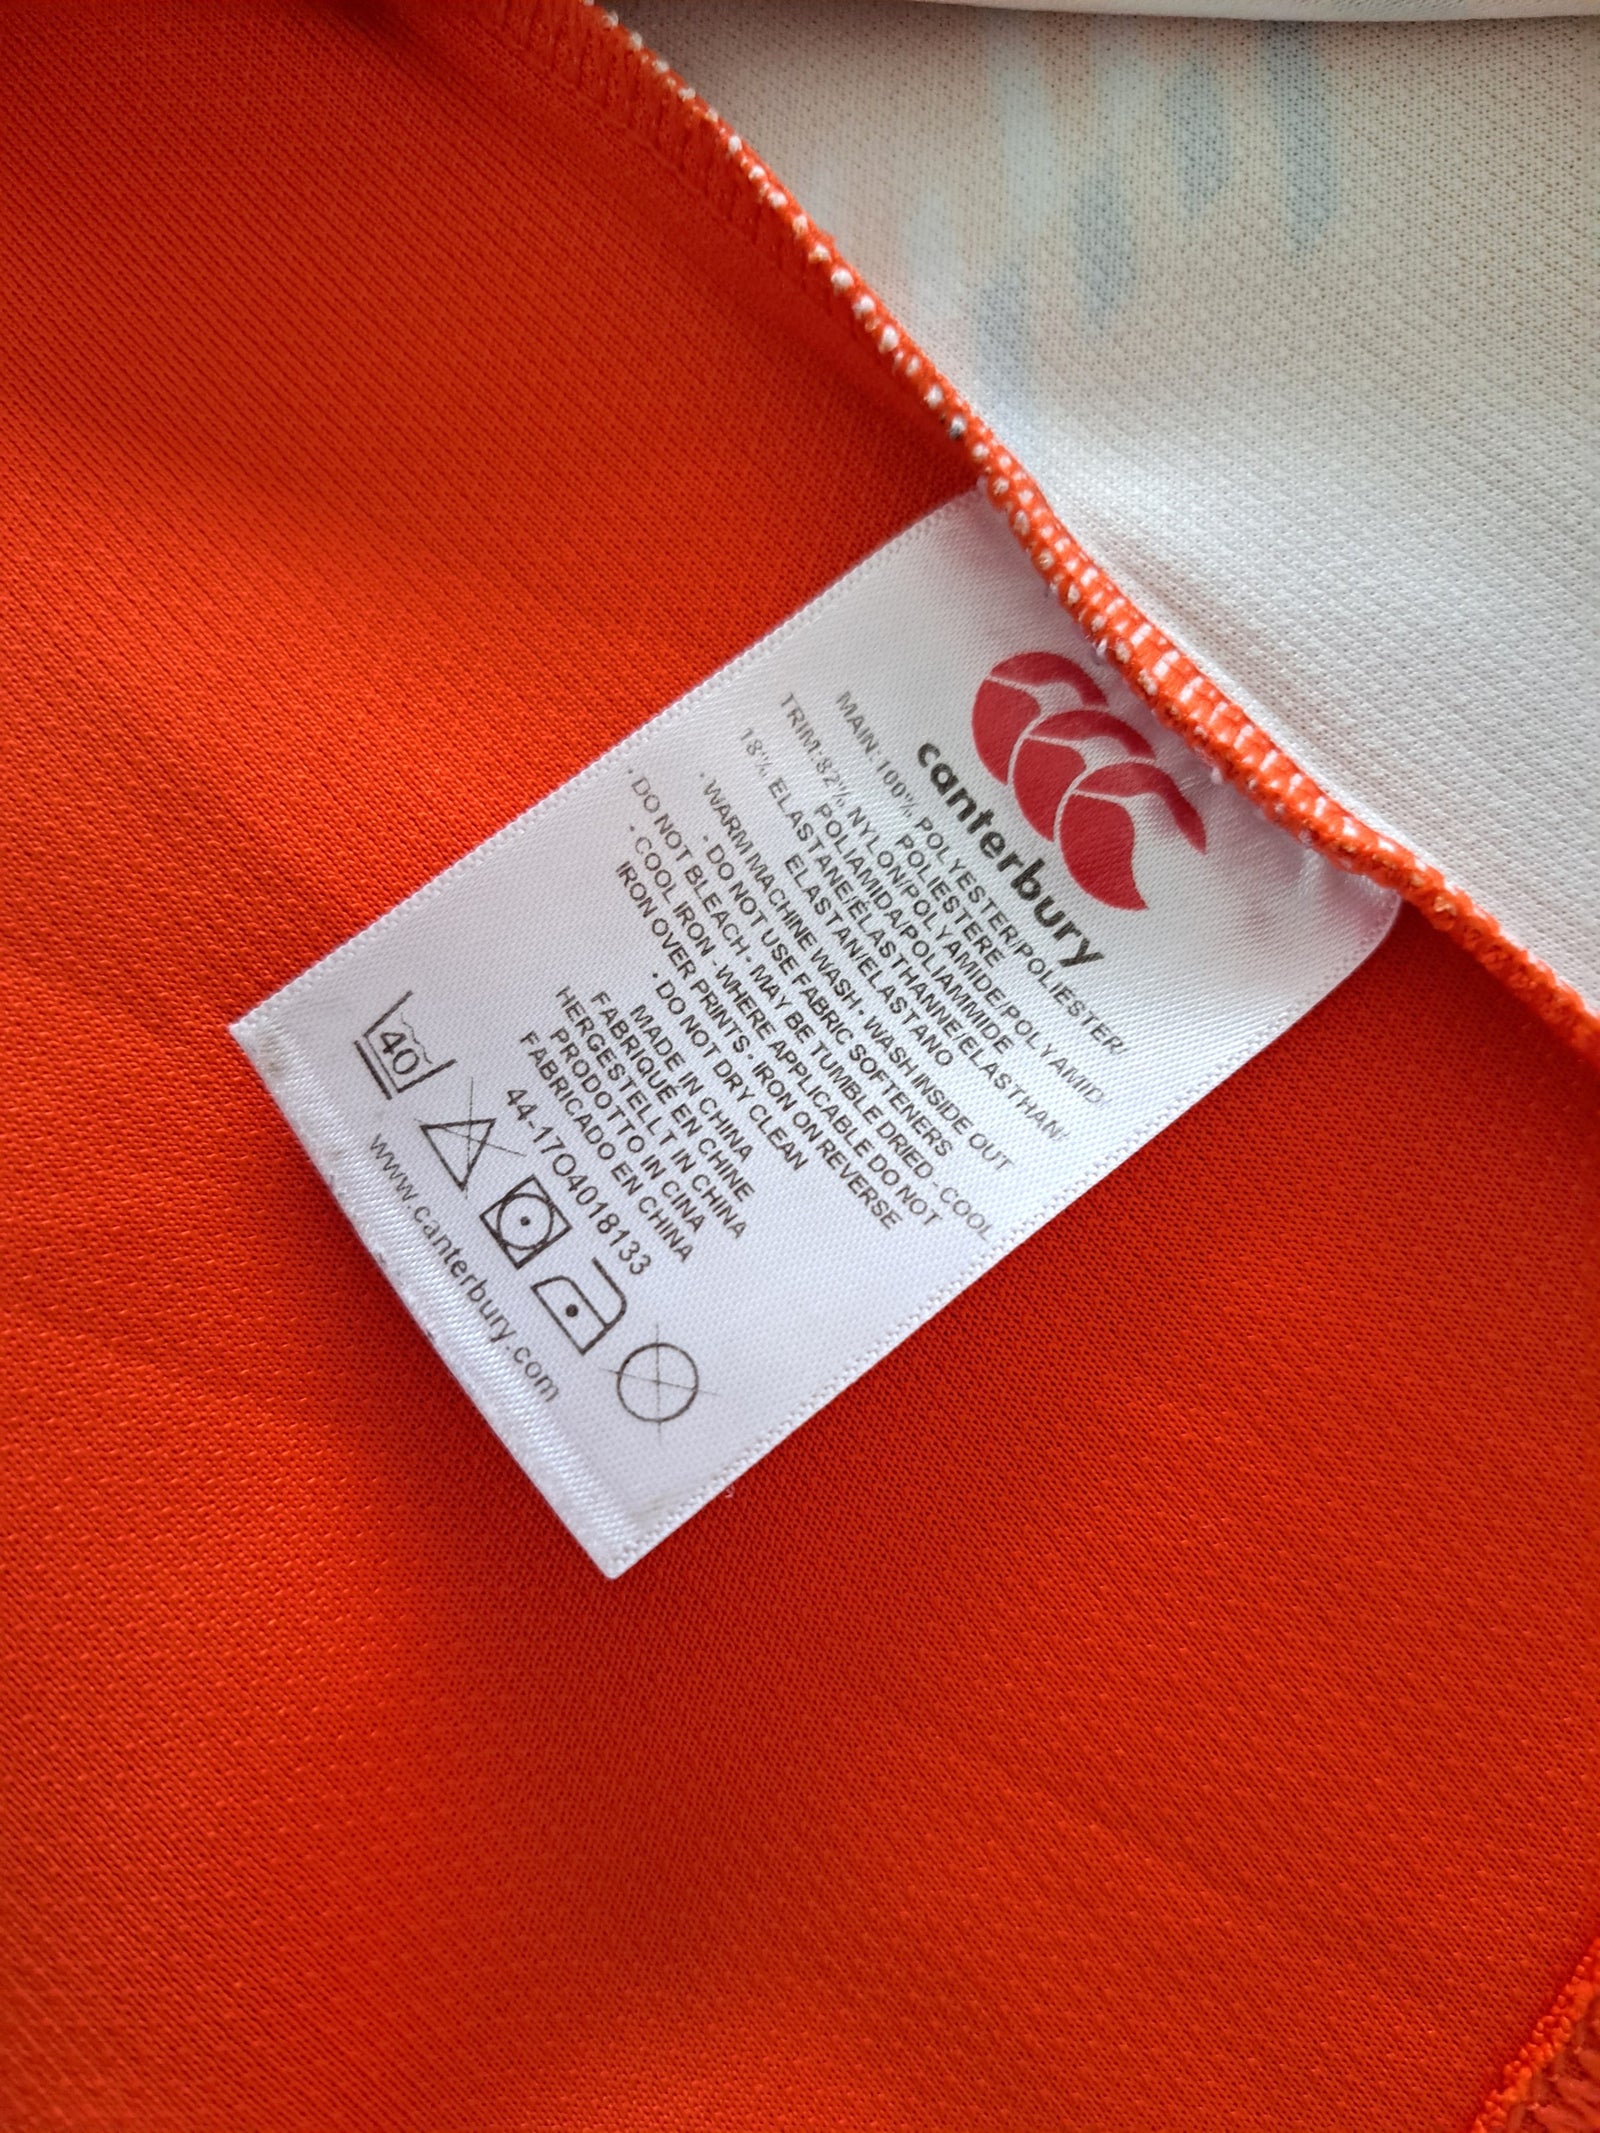 canterbury
MAIN:100% POLYESTER/POLIESTER/
POLIESTERE
TRIM:82% NYLON/POLYAMIDE/POLYAMID/
POLIAMIDA/POLIAMMIDE
18% ELASTANE/ÉLASTHANNE/ELASTHAN/
ELASTAN/ELASTANO
· WARM MACHINE WASH · WASH INSIDE OUT
· DO NOT USE FABRIC SOFTENERS
· DO NOT BLEACH · MAY BE TUMBLE DRIED - COOL
· COOL IRON - WHERE APPLICABLE DO NOT
IRON OVER PRINTS - IRON ON REVERSE
· DO NOT DRY CLEAN
MADE IN CHINA
FABRIQUÉ EN CHINE
HERGESTELLT IN CHINA
PRODOTTO IN CINA
FABRICADO EN CHINA
44-17O4018133
40
www.canterbury.com